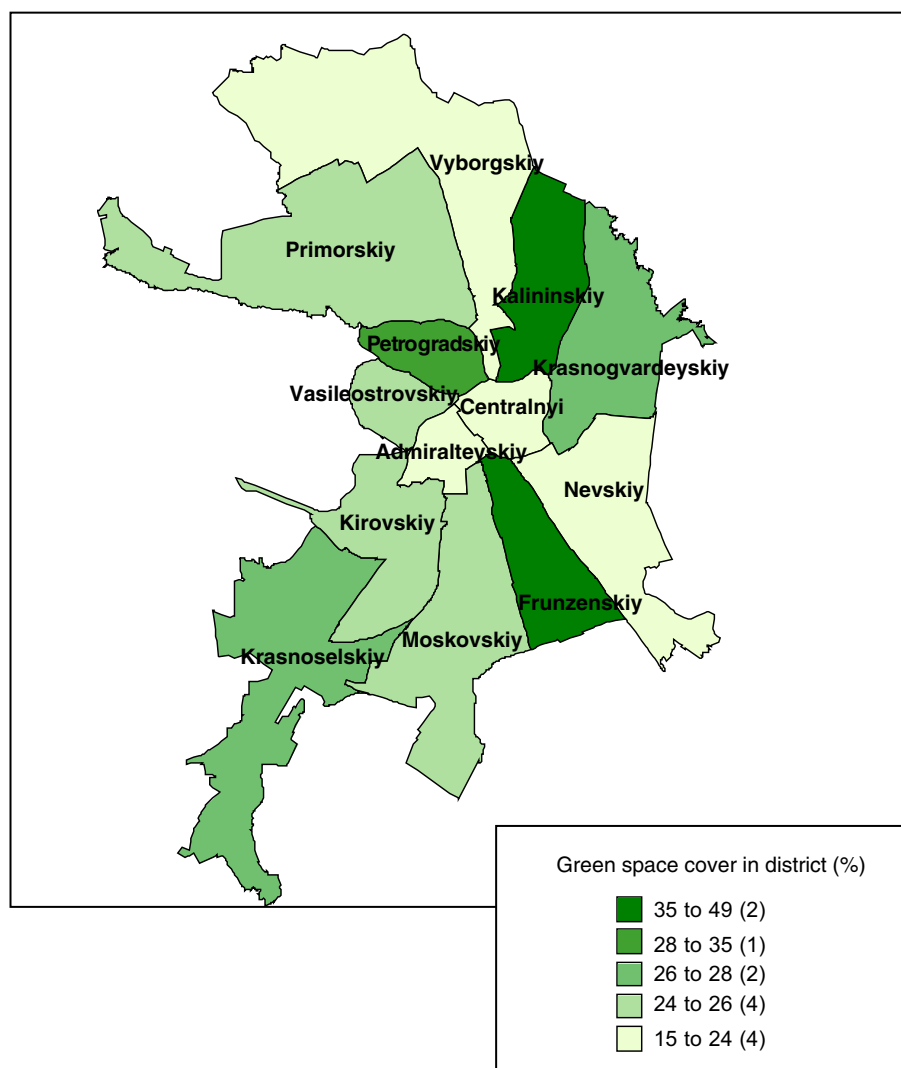 Vyborgskiy
Primorskiy
Kalininskiy
Petrogradskiy
Krasnogvardeyskiy
Vasileostrovskiy
Centralnyi
Admiralteyskiy
Nevskiy
Kirovskiy
Frunzenskiy
Moskovskiy
Krasnoselskiy
Green space cover in district (%)
35 to 49 (2)
28 to 35 (1)
26 to 28 (2)
24 to 26 (4)
15 to 24 (4)